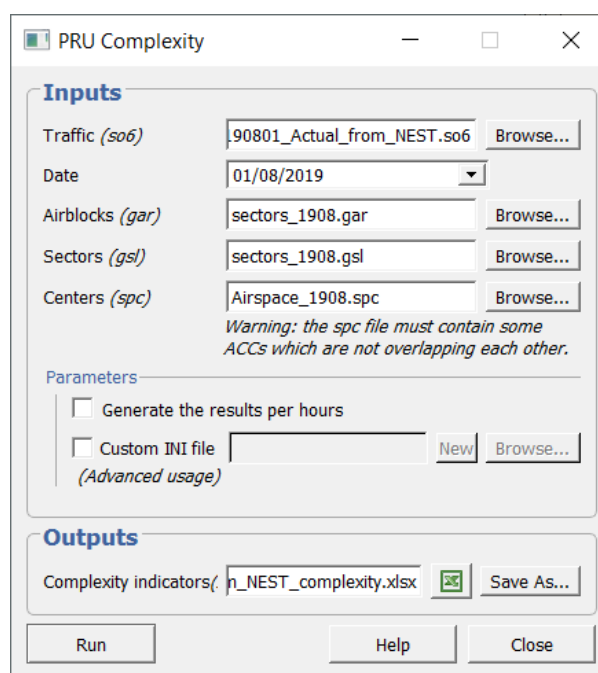 PRU Complexity
Inputs
Traffic (so6) .90801_Actual_from_NEST.so6 Browse...
Date 01/08/2019
Airblocks (gar) sectors_1908.gar Browse...
Sectors (gsl) sectors_1908.gsl Browse...
Centers (spc) Airspace_1908.spc Browse...
Warning: the spc file must contain some
ACCs which are not overlapping each other.
Parameters
Generate the results per hours
Custom INI file New Browse...
(Advanced usage)
Outputs
Complexity indicators(. n_NEST_complexity.xlsx Save As...
Run Help Close